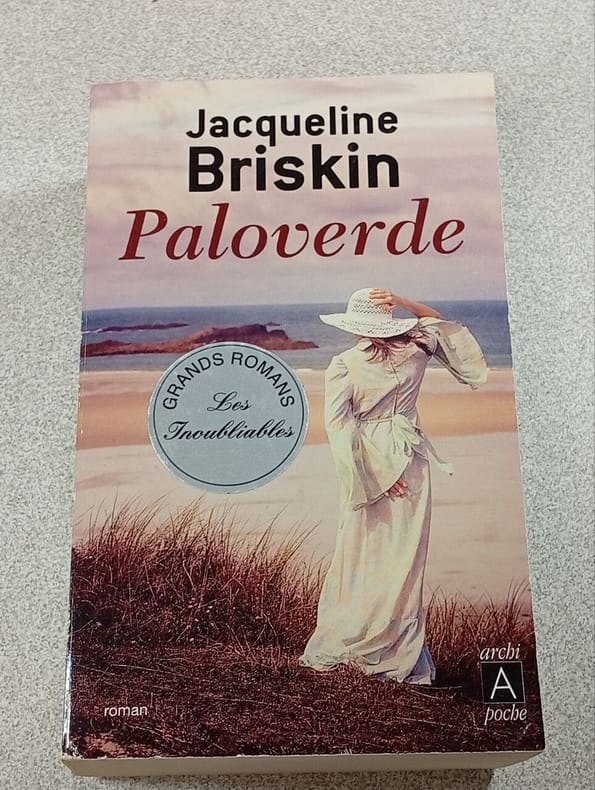 Jacqueline
Briskin
Paloverde
GRANDS ROMANS
Les
Inoubliables
roman
archi
A
poche